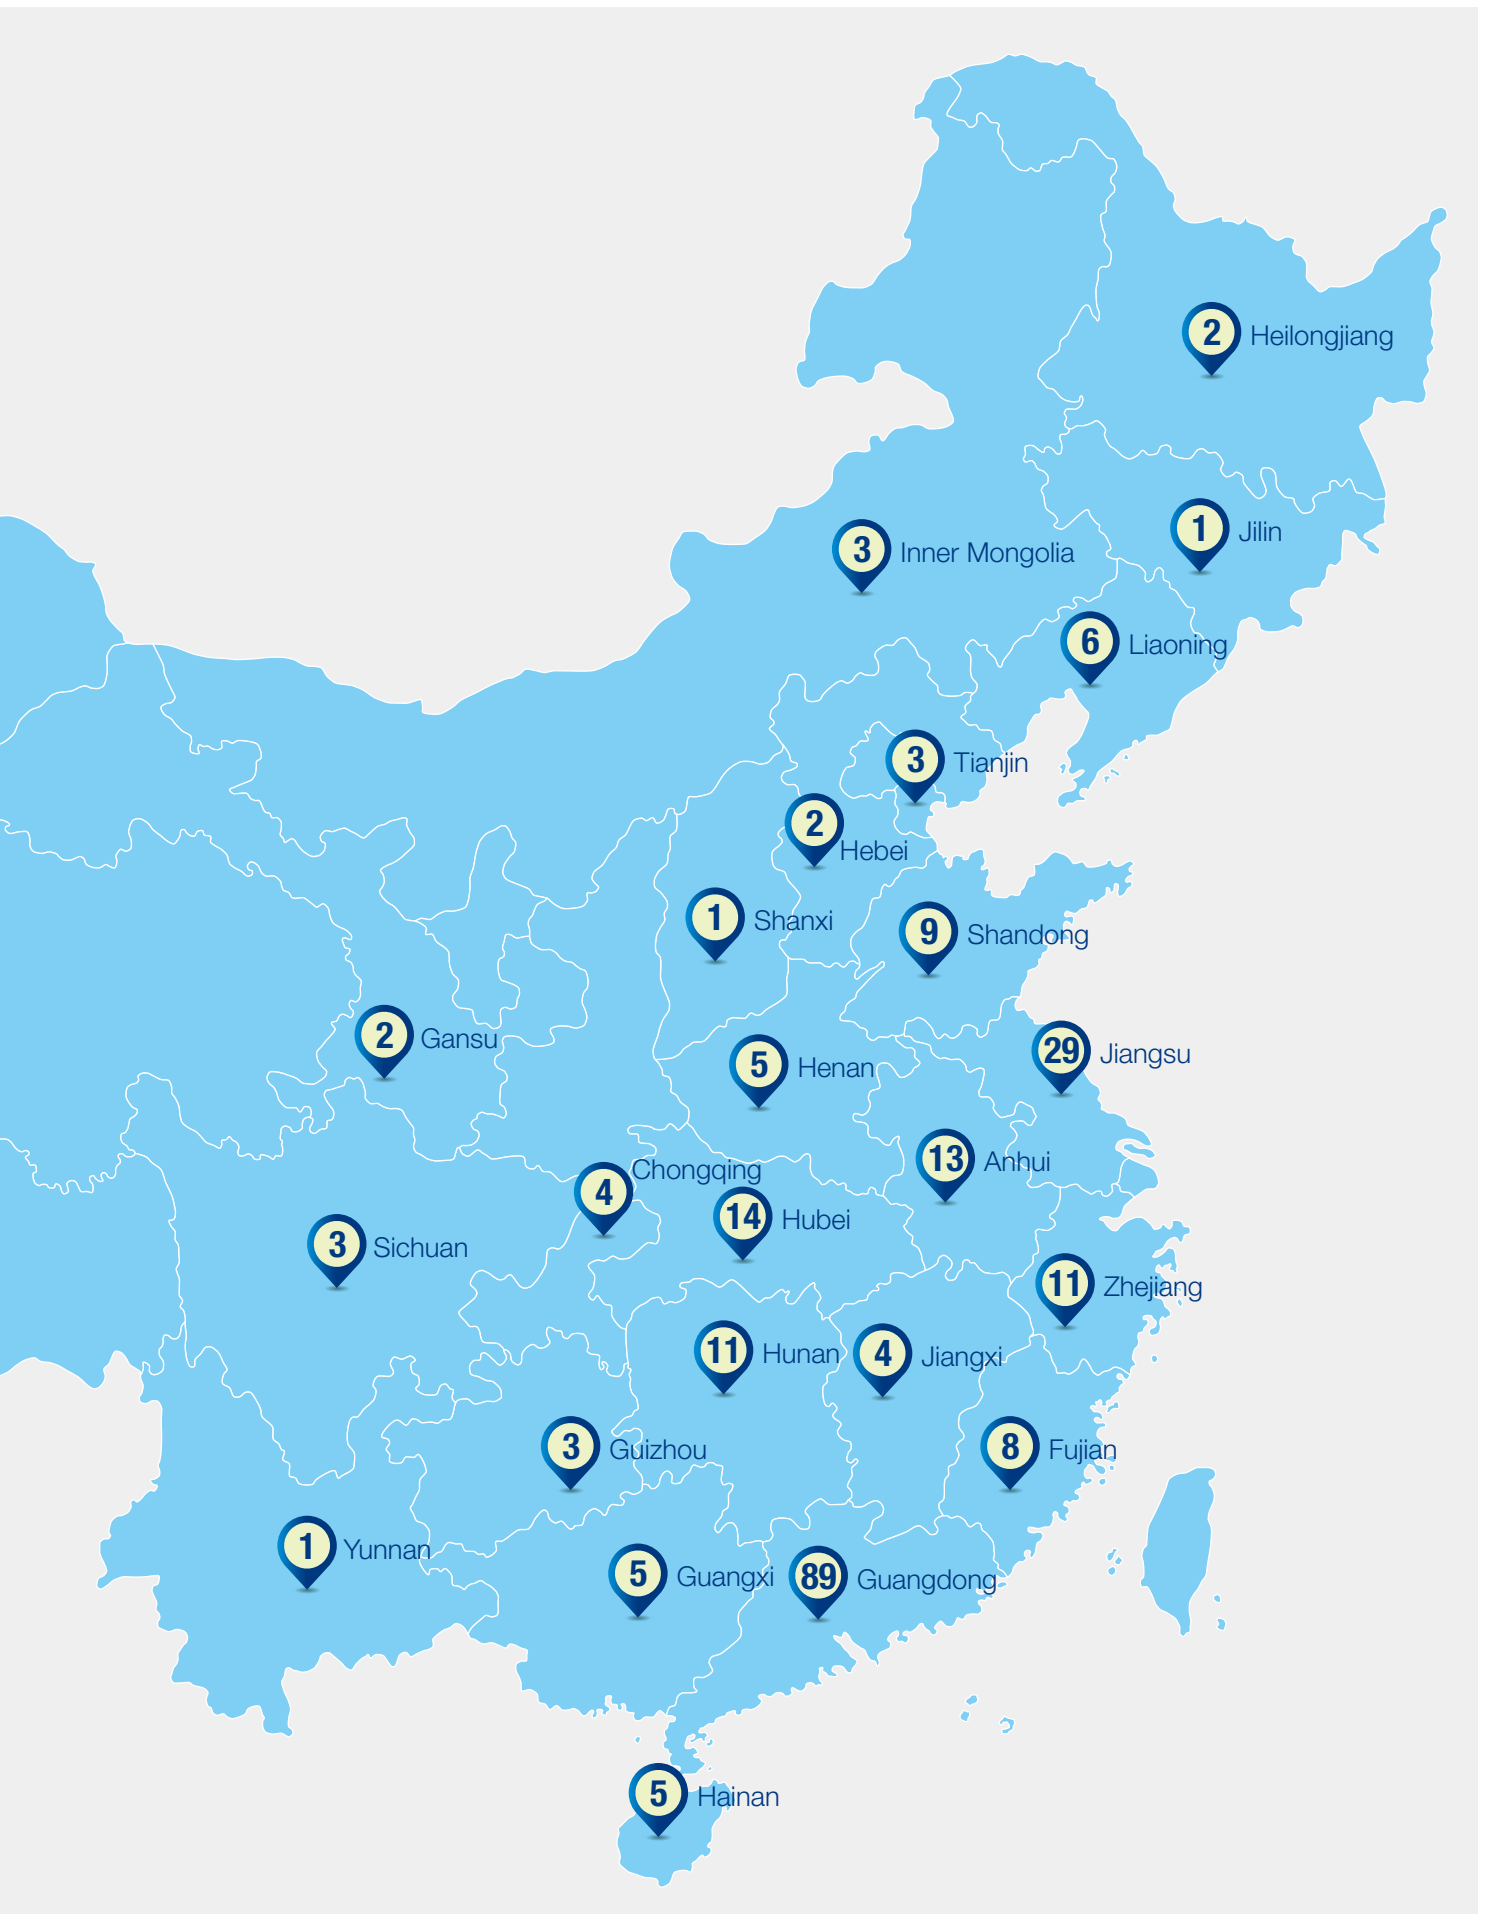 2 Heilongjiang
1 Jilin
3 Inner Mongolia
6 Liaoning
3 Tianjin
2 Hebei
1 Shanxi
9 Shandong
2 Gansu
5 Henan
29 Jiangsu
13 Anhui
4 Chongqing
14 Hubei
3 Sichuan
11 Zhejiang
11 Hunan
4 Jiangxi
3 Guizhou
8 Fujian
1 Yunnan
5 Guangxi
89 Guangdong
5 Hainan